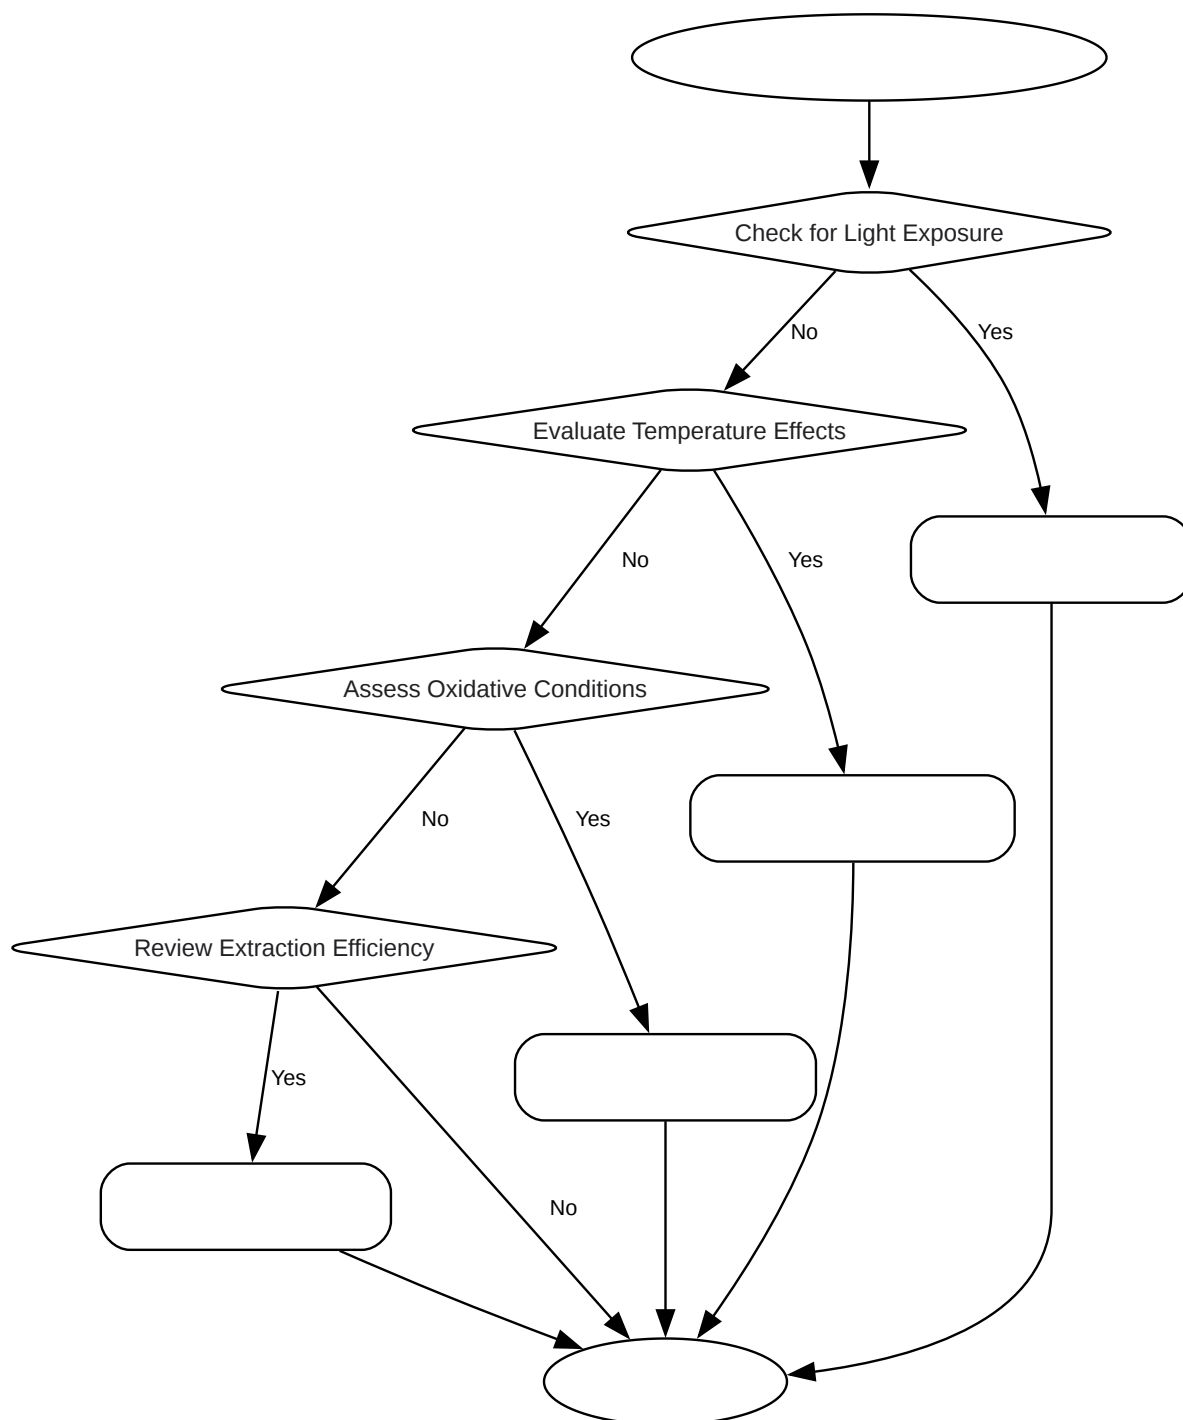 Check for Light Exposure
No
Yes
Evaluate Temperature Effects
No
Yes
Assess Oxidative Conditions
No
Yes
Review Extraction Efficiency
Yes
No